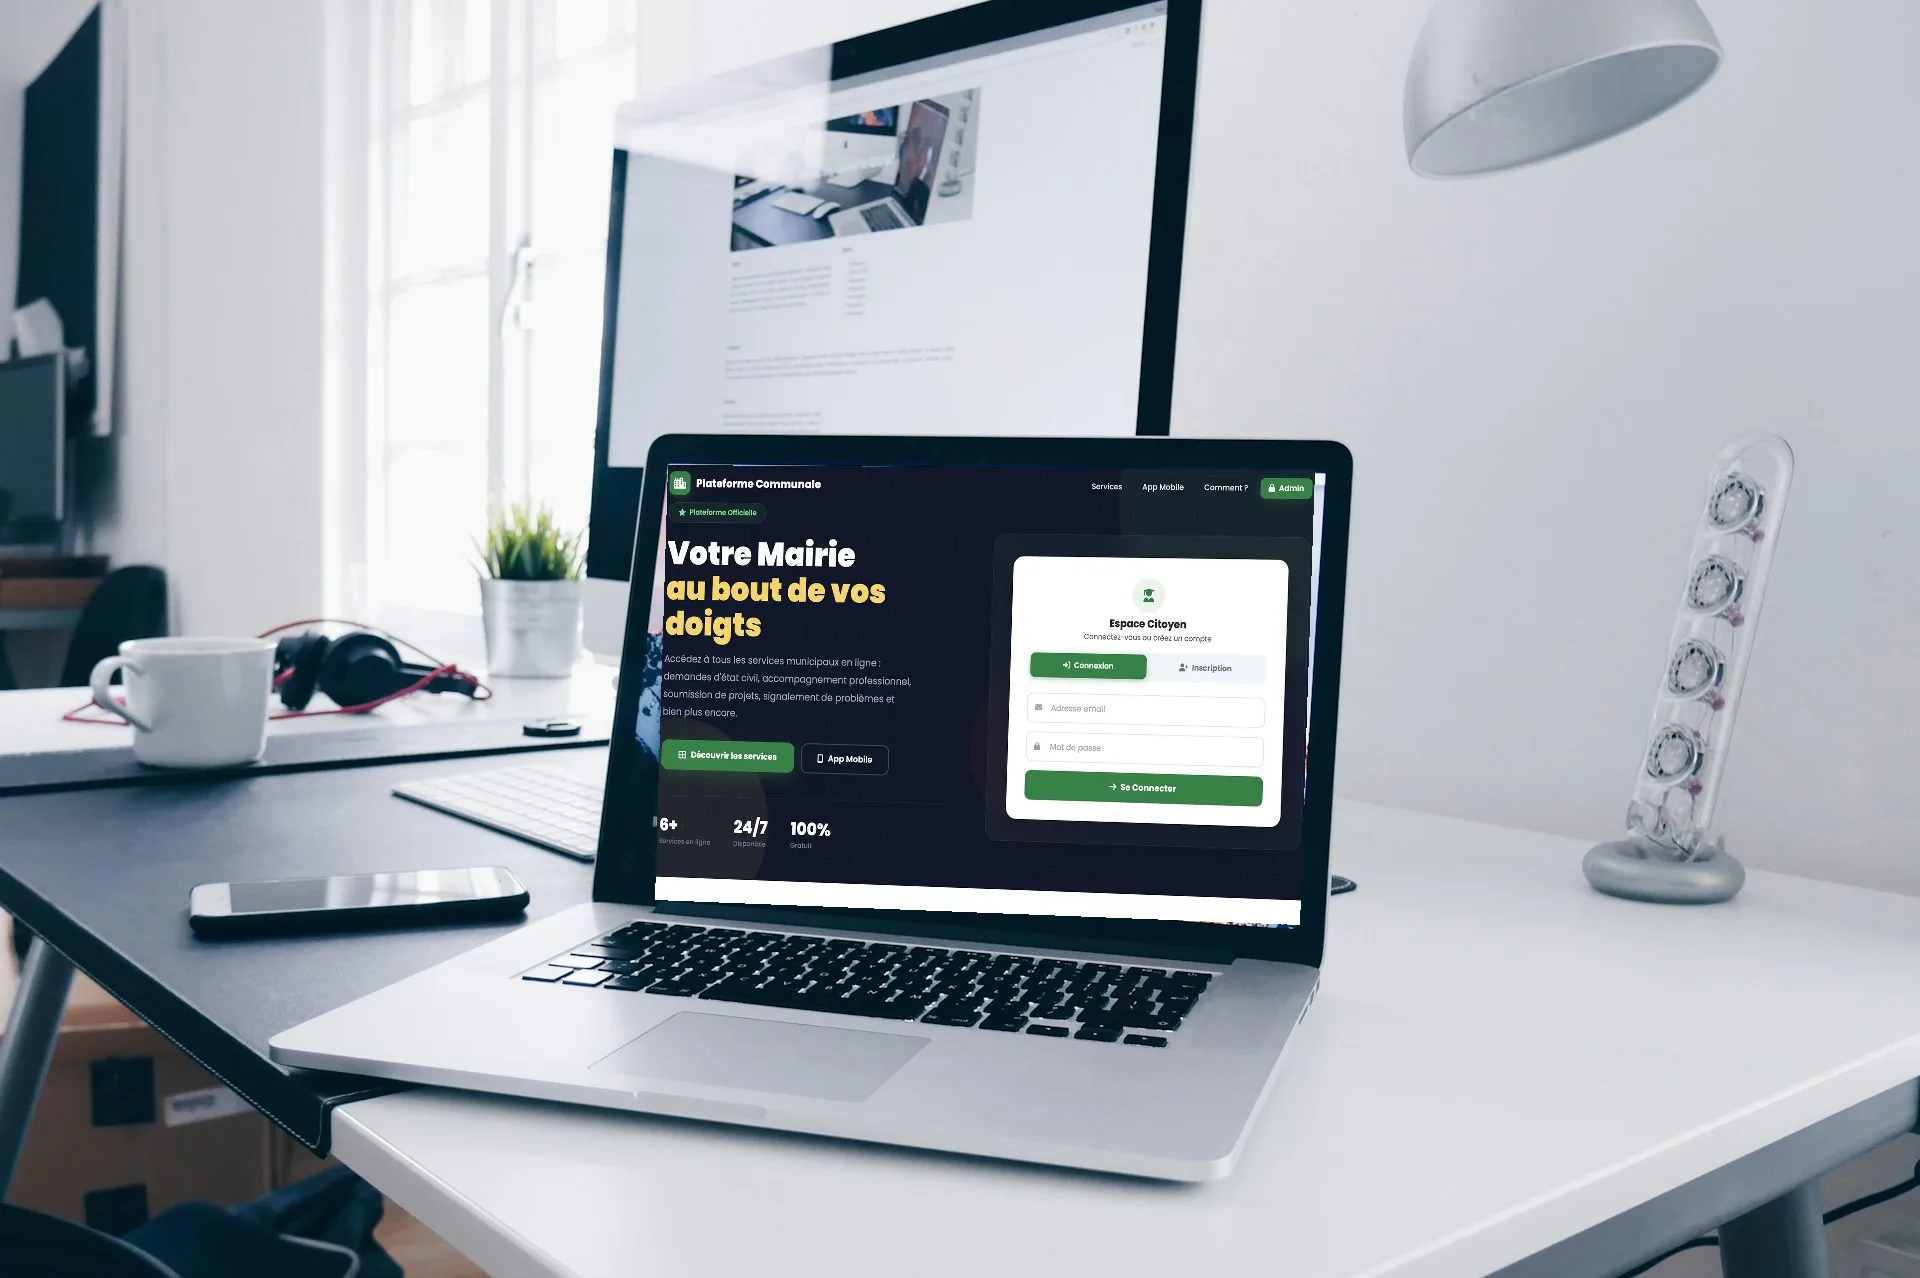 Plateforme Communale
Services
App Mobile
Comment ?
Admin
Plateforme Officielle
Votre Mairie
au bout de vos
doigts
Accédez à tous les services municipaux en ligne :
demandes d'état civil, accompagnement professionnel,
soumission de projets, signalement de problèmes et
bien plus encore.
Découvrir les services
App Mobile
6+
Services en ligne
24/7
Disponible
100%
Gratuit
Espace Citoyen
Connectez-vous ou créez un compte
Connexion
Inscription
Adresse email
Mot de passe
Se Connecter